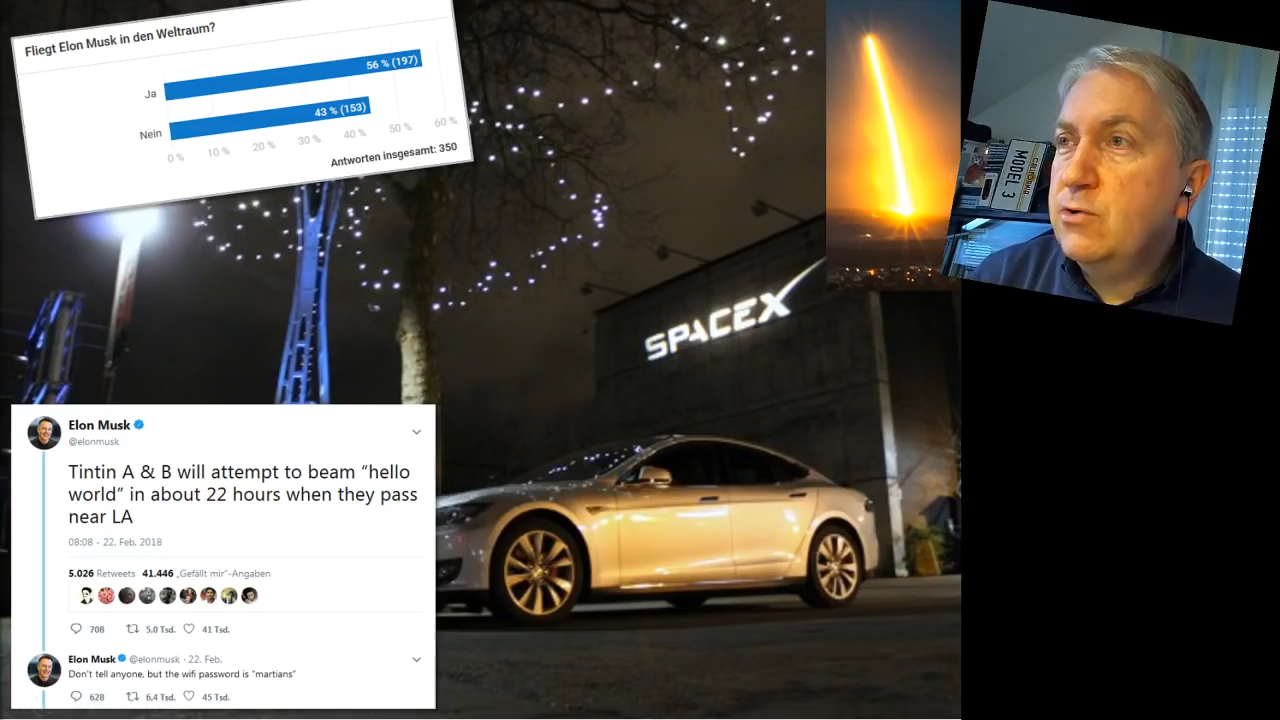 Fliegt Elon Musk in den Weltraum?
Ja
56 % (197)
Nein
43 % (153)
0 % 10 % 20 % 30 % 40 % 50 % 60 %
Antworten insgesamt: 350
MODEL 3
SPACEX
Elon Musk
@elonmusk
Tintin A & B will attempt to beam “hello
world” in about 22 hours when they pass
near LA
08:08 - 22. Feb. 2018
5.026 Retweets 41.446 „Gefällt mir“-Angaben
708 5,0 Tsd. 41 Tsd.
Elon Musk @elonmusk · 22. Feb.
Don't tell anyone, but the wifi password is "martians"
628 6,4 Tsd. 45 Tsd.